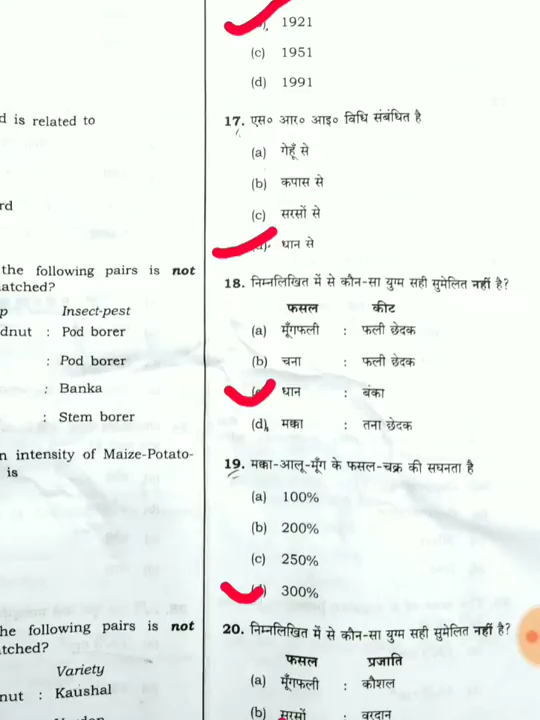 d is related to
rd
the following pairs is not
atched?
p Insect-pest
dnut : Pod borer
: Pod borer
: Banka
: Stem borer
n intensity of Maize-Potato-
is
he following pairs is not
tched?
Variety
nut : Kaushal
1921
(c) 1951
(d) 1991
17. एस० आर० आइ० विधि संबंधित है
(a) गेहूँ से
(b) कपास से
(c) सरसों से
धान से
18. निम्नलिखित में से कौन-सा युग्म सही सुमेलित नहीं है?
फसल कीट
(a) मूँगफली : फली छेदक
(b) चना : फली छेदक
धान : बंका
(d) मक्का : तना छेदक
19. मक्का-आलू-मूँग के फसल-चक्र की सघनता है
(a) 100%
(b) 200%
(c) 250%
300%
20. निम्नलिखित में से कौन-सा युग्म सही सुमेलित नहीं है?
फसल प्रजाति
(a) मूँगफली : कौशल
(b) सरसों : वरदान